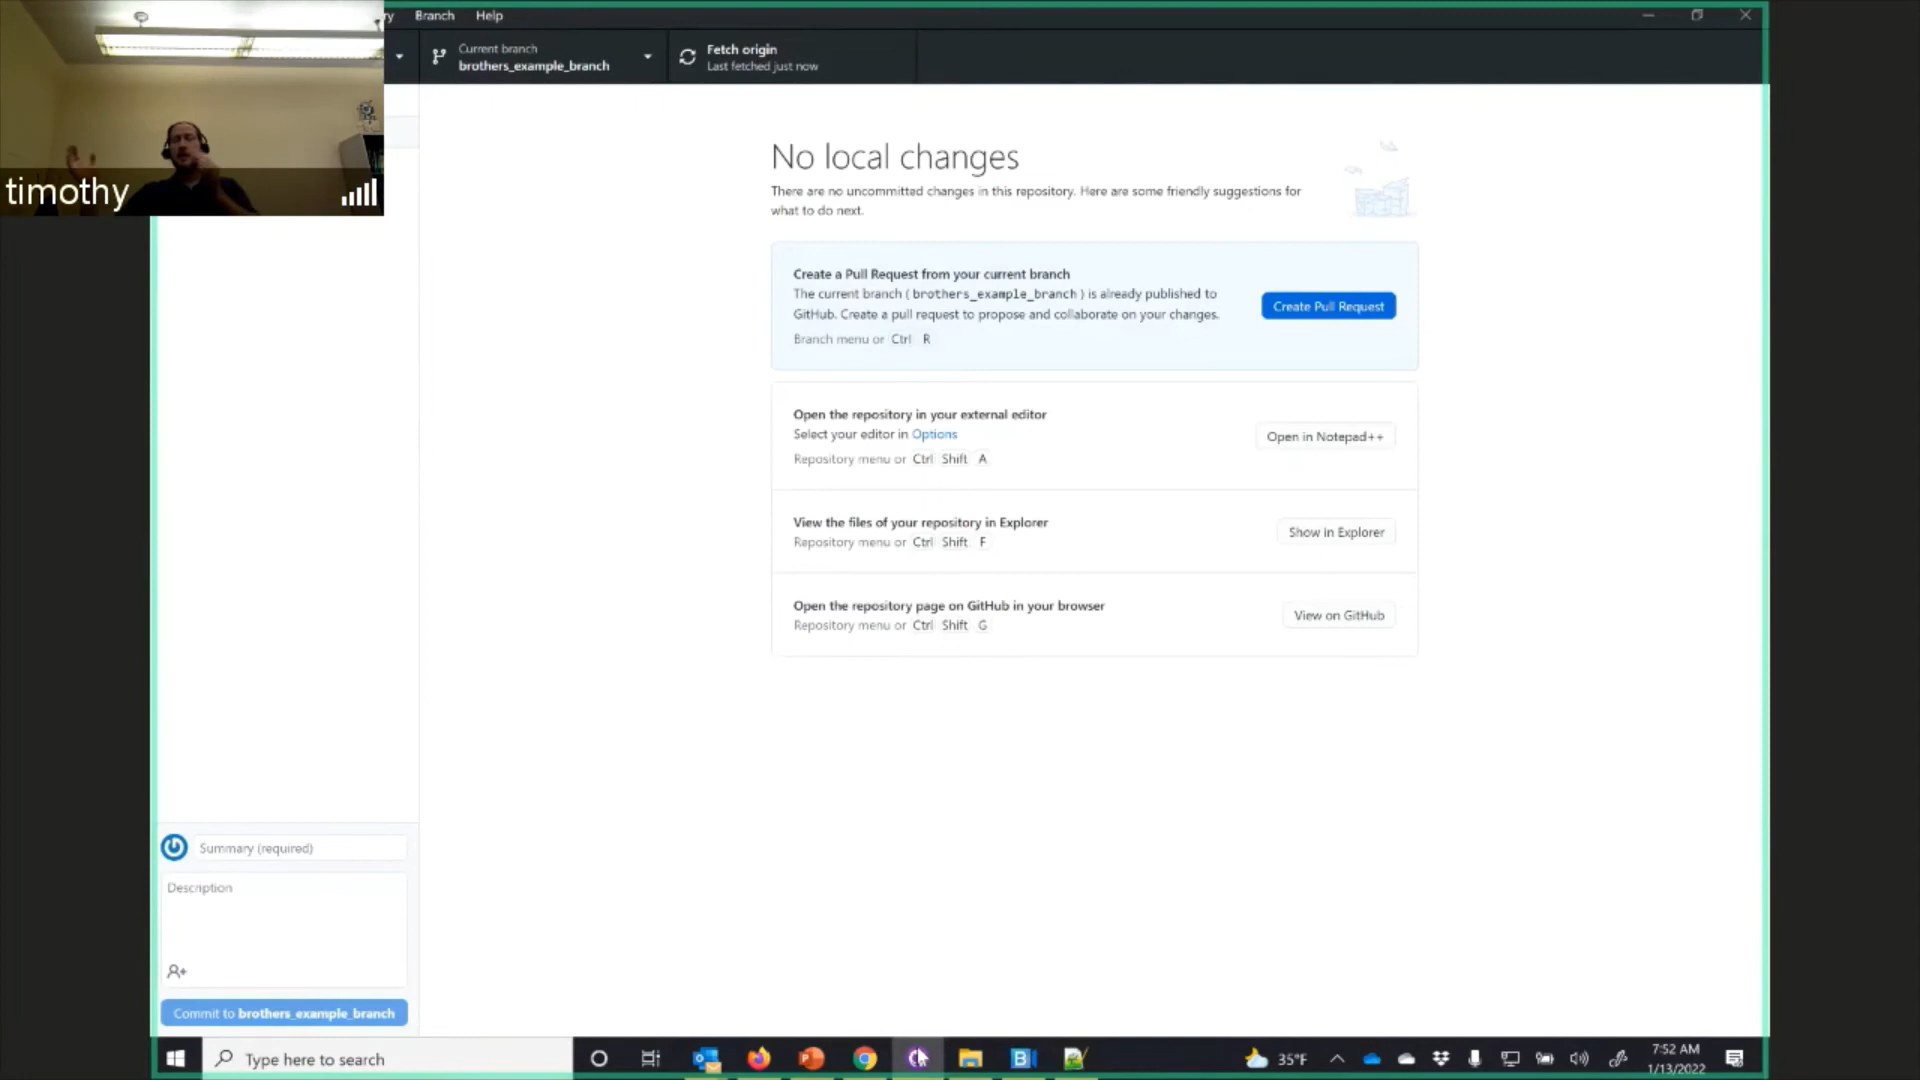 ry Branch Help
Current branch
brothers_example_branch
Fetch origin
Last fetched just now
timothy
No local changes
There are no uncommitted changes in this repository. Here are some friendly suggestions for
what to do next.
Create a Pull Request from your current branch
The current branch ( brothers_example_branch ) is already published to
GitHub. Create a pull request to propose and collaborate on your changes.
Branch menu or Ctrl R
Create Pull Request
Open the repository in your external editor
Select your editor in Options
Repository menu or Ctrl Shift A
Open in Notepad++
View the files of your repository in Explorer
Repository menu or Ctrl Shift F
Show in Explorer
Open the repository page on GitHub in your browser
Repository menu or Ctrl Shift G
View on GitHub
Summary (required)
Description
Commit to brothers_example_branch
Type here to search
35°F
7:52 AM
1/13/2022